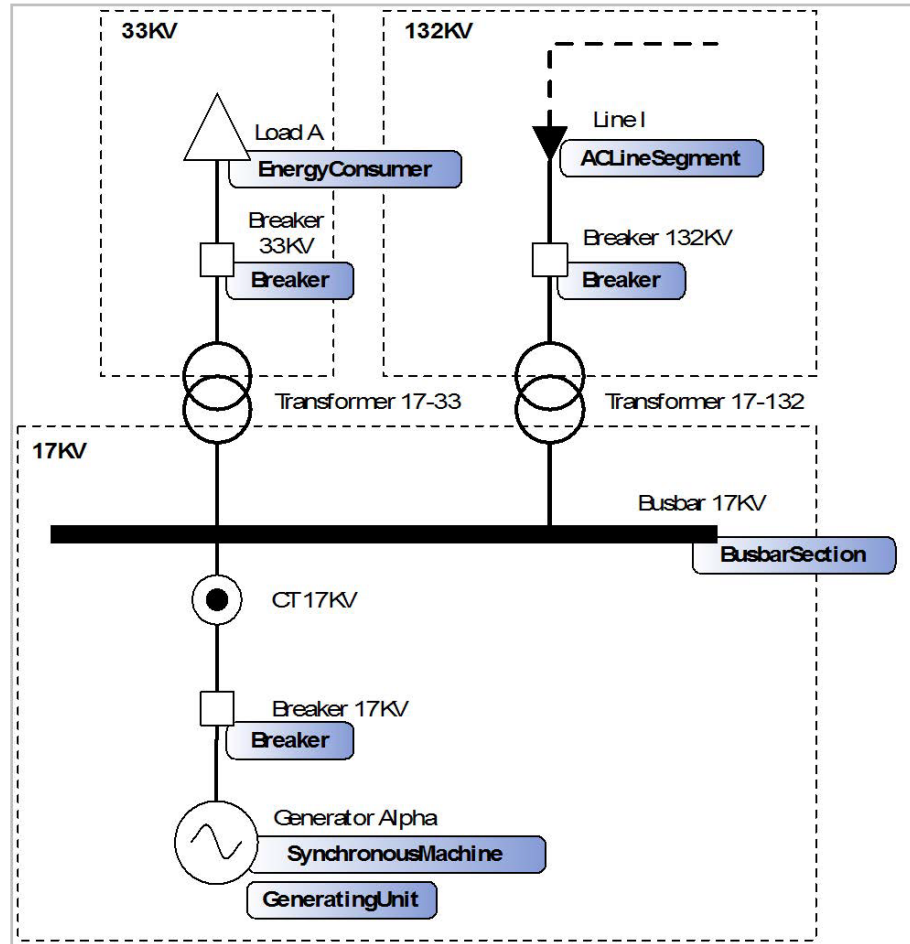 33KV
132KV
Load A
EnergyConsumer
Line I
ACLineSegment
Breaker
33KV
Breaker
Breaker 132KV
Breaker
Transformer 17-33
Transformer 17-132
17KV
Busbar 17KV
BusbarSection
CT17KV
Breaker 17KV
Breaker
Generator Alpha
SynchronousMachine
GeneratingUnit